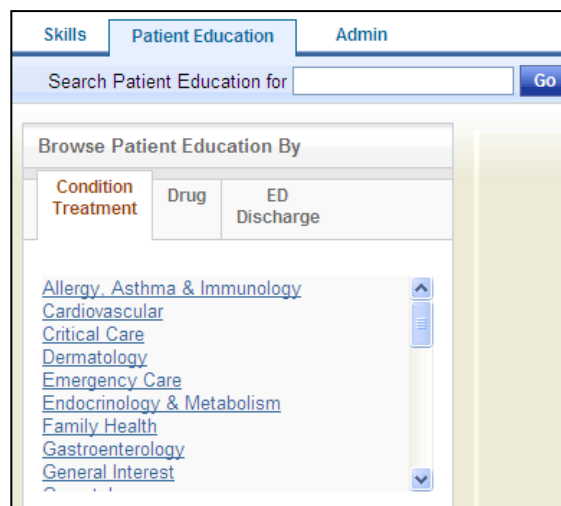 Skills Patient Education Admin
Search Patient Education for Go
Browse Patient Education By
Condition Treatment Drug ED Discharge
Allergy, Asthma & Immunology
Cardiovascular
Critical Care
Dermatology
Emergency Care
Endocrinology & Metabolism
Family Health
Gastroenterology
General Interest